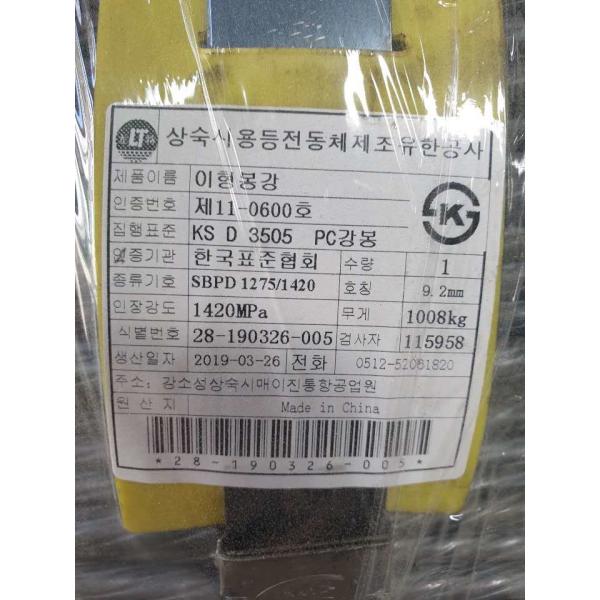 LT 상숙시용등전동체제조유한공사
제품이름 이형봉강
인증번호 제11-0600호
집행표준 KS D 3505 PC강봉
인증기관 한국표준협회 수량 1
종류기호 SBPD 1275/1420 호칭 9.2mm
인장강도 1420MPa 무게 1008kg
식별번호 28-190326-005 검사자 115958
생산일자 2019-03-26 전화 0512-52061820
주소: 강소성상숙시매이진통항공업원
원산지 Made in China
*28-190326-005*